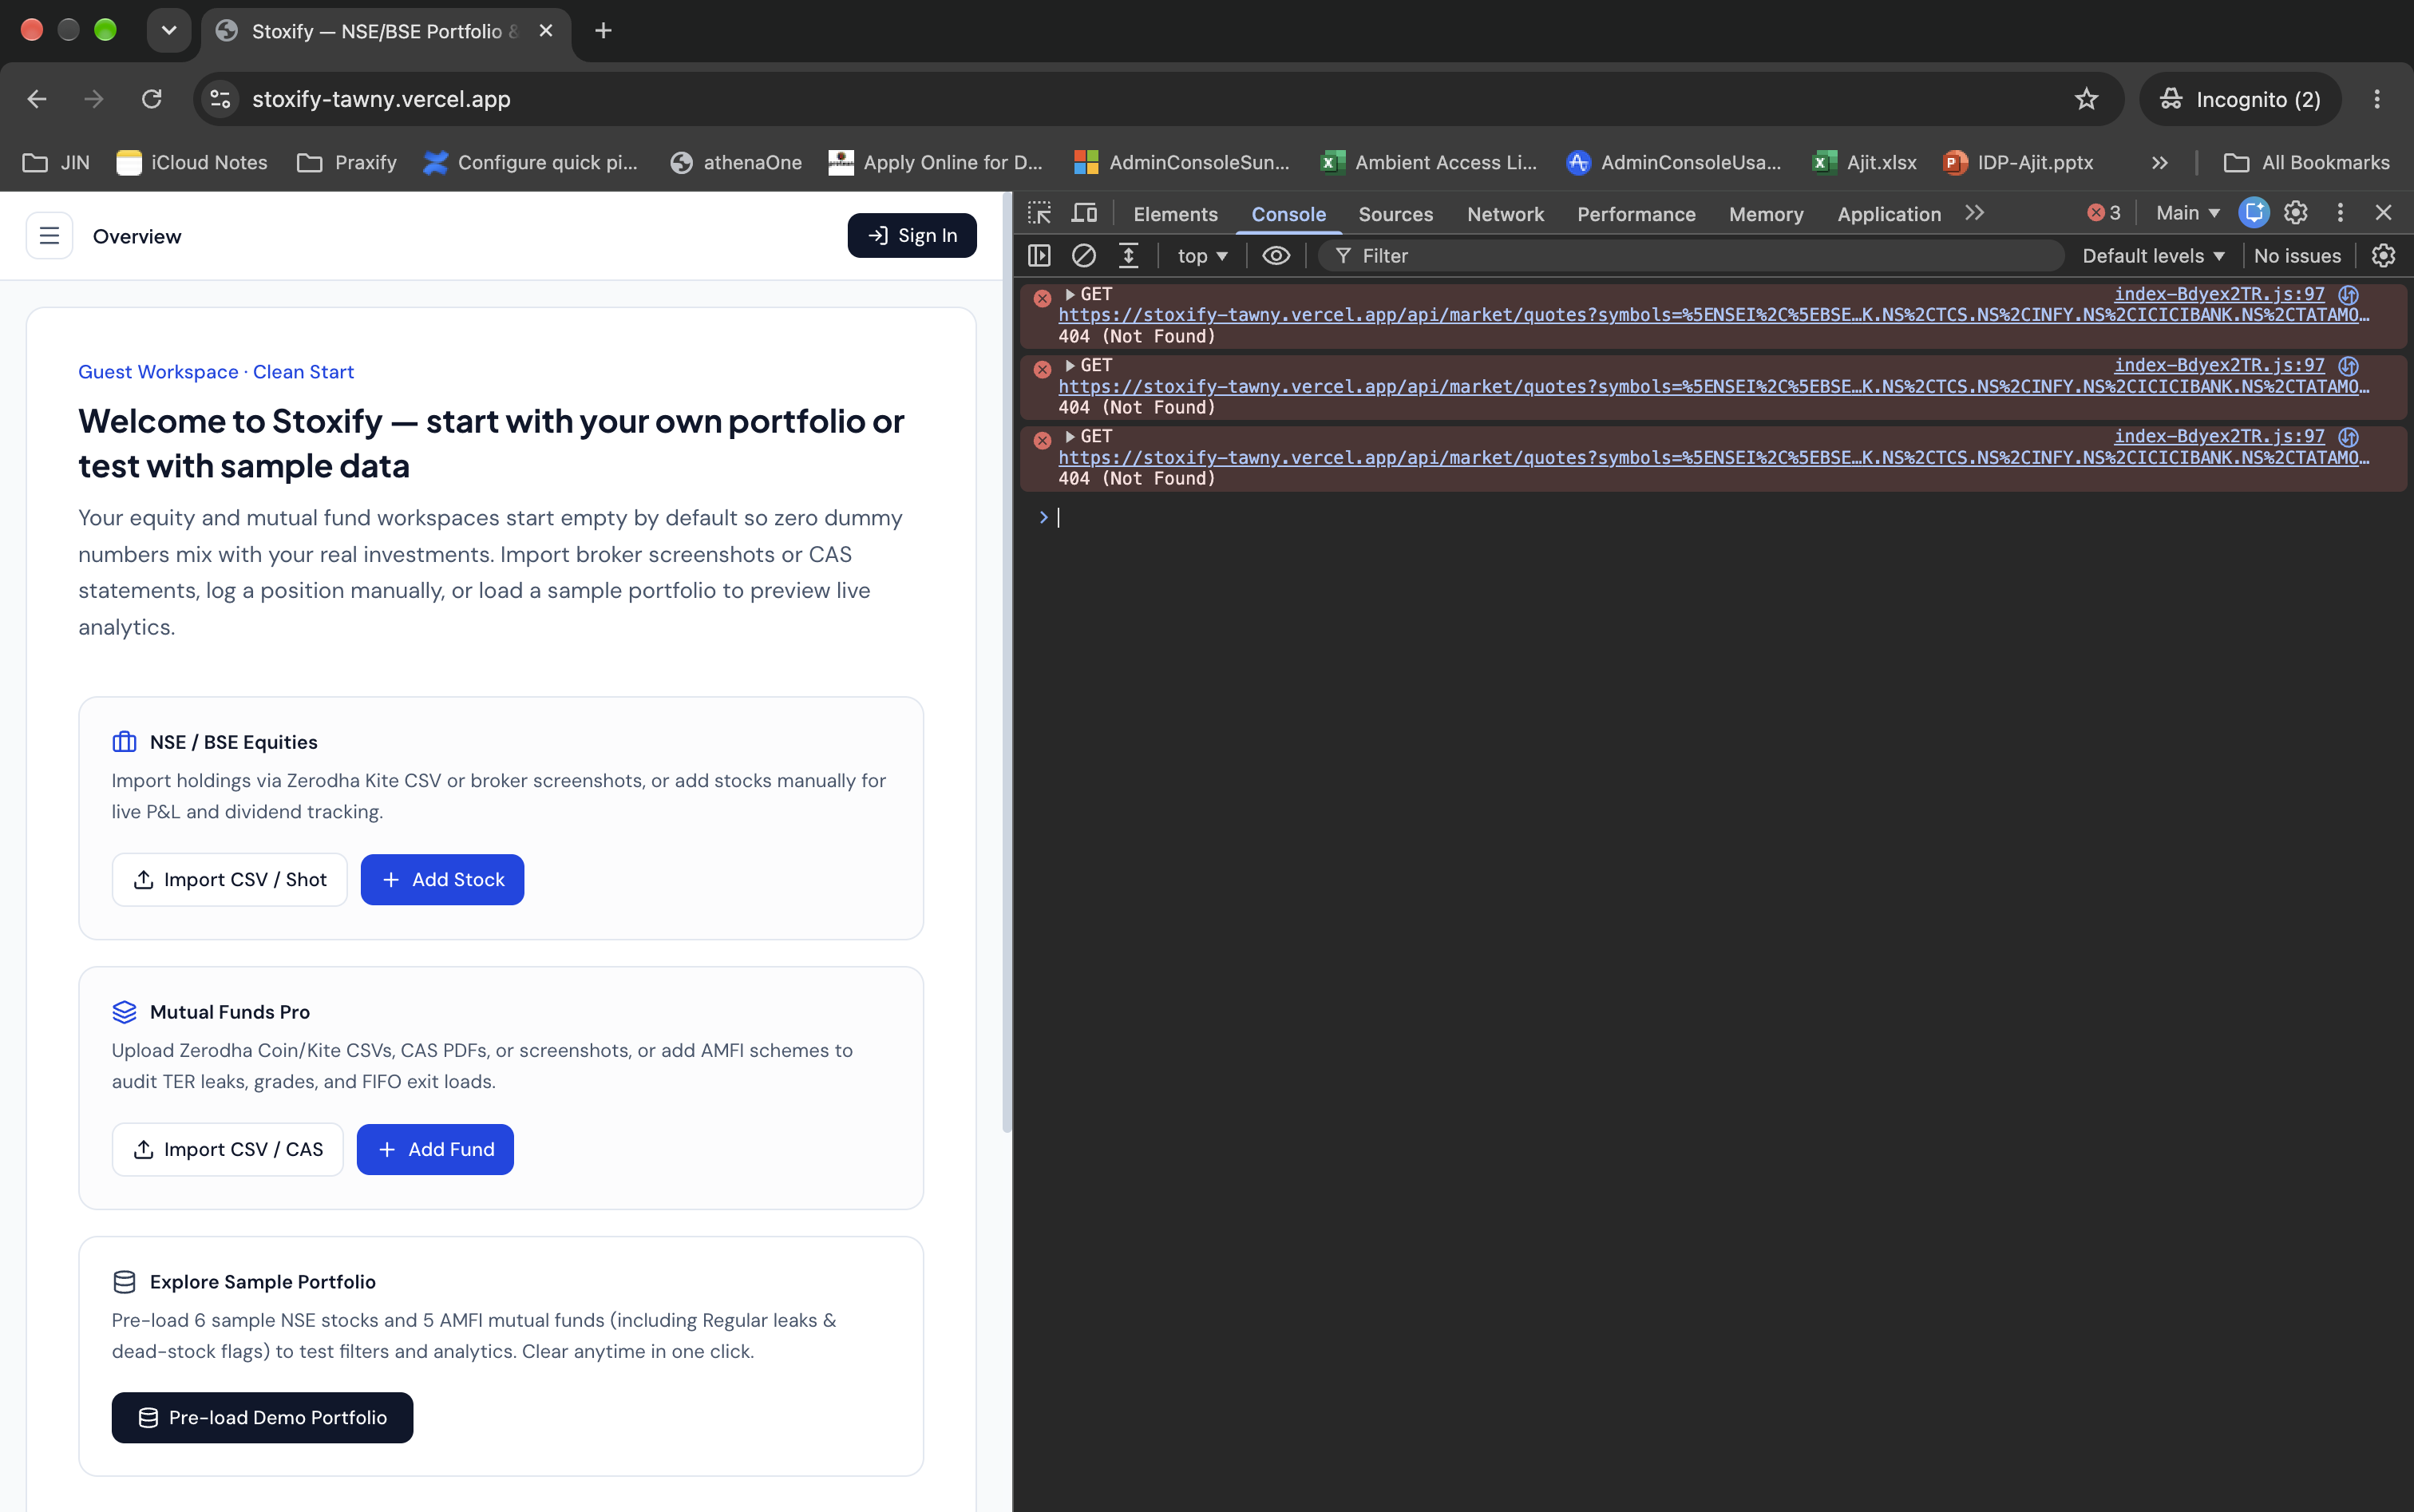 Stoxify — NSE/BSE Portfolio &
stoxify-tawny.vercel.app
Incognito (2)
JIN
iCloud Notes
Praxify
Configure quick pi...
athenaOne
Apply Online for D...
AdminConsoleSun...
Ambient Access Li...
AdminConsoleUsa...
Ajit.xlsx
IDP-Ajit.pptx
All Bookmarks
Overview
Sign In
Guest Workspace · Clean Start
Welcome to Stoxify — start with your own portfolio or
test with sample data
Your equity and mutual fund workspaces start empty by default so zero dummy
numbers mix with your real investments. Import broker screenshots or CAS
statements, log a position manually, or load a sample portfolio to preview live
analytics.
NSE / BSE Equities
Import holdings via Zerodha Kite CSV or broker screenshots, or add stocks manually for
live P&L and dividend tracking.
Import CSV / Shot
Add Stock
Mutual Funds Pro
Upload Zerodha Coin/Kite CSVs, CAS PDFs, or screenshots, or add AMFI schemes to
audit TER leaks, grades, and FIFO exit loads.
Import CSV / CAS
Add Fund
Explore Sample Portfolio
Pre-load 6 sample NSE stocks and 5 AMFI mutual funds (including Regular leaks &
dead-stock flags) to test filters and analytics. Clear anytime in one click.
Pre-load Demo Portfolio
Elements
Console
Sources
Network
Performance
Memory
Application
3
Main
top
Filter
Default levels
No issues
GET
index-Bdyex2TR.js:97
https://stoxify-tawny.vercel.app/api/market/quotes?symbols=%5ENSEI%2C%5EBSE…K.NS%2CTCS.NS%2CINFY.NS%2CICICIBANK.NS%2CTATAMO…
404 (Not Found)
GET
index-Bdyex2TR.js:97
https://stoxify-tawny.vercel.app/api/market/quotes?symbols=%5ENSEI%2C%5EBSE…K.NS%2CTCS.NS%2CINFY.NS%2CICICIBANK.NS%2CTATAMO…
404 (Not Found)
GET
index-Bdyex2TR.js:97
https://stoxify-tawny.vercel.app/api/market/quotes?symbols=%5ENSEI%2C%5EBSE…K.NS%2CTCS.NS%2CINFY.NS%2CICICIBANK.NS%2CTATAMO…
404 (Not Found)